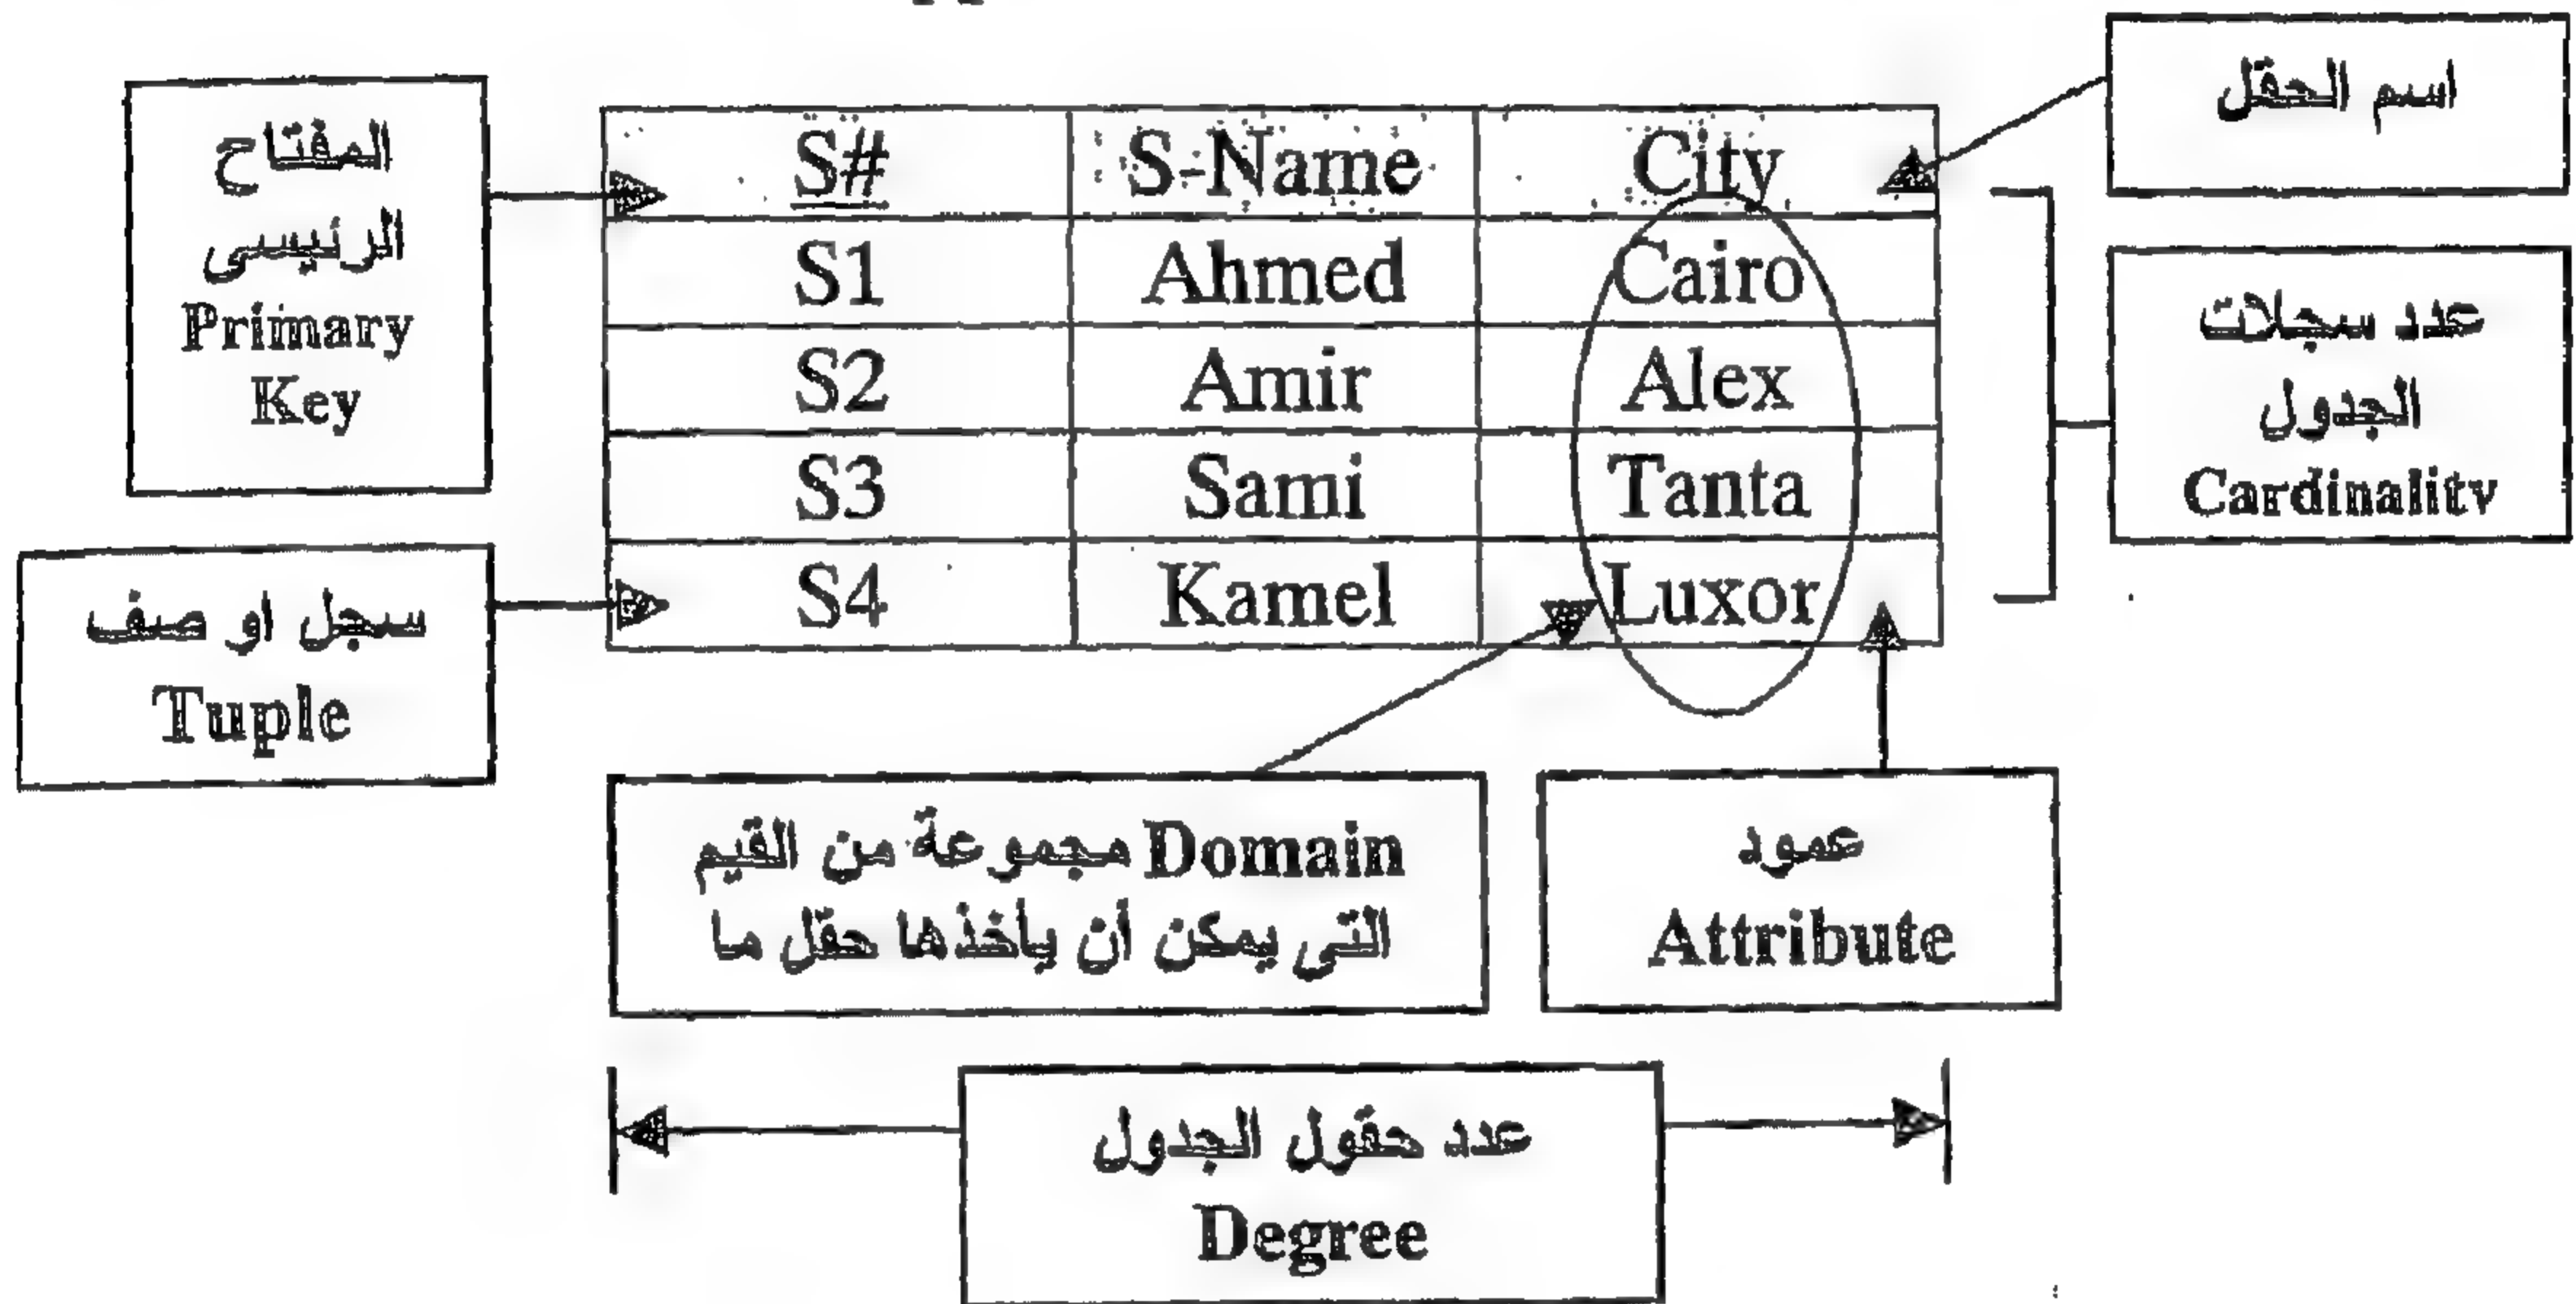 المفتاح
الرئيسى
Primary
Key
S# S-Name City
S1 Ahmed Cairo
S2 Amir Alex
S3 Sami Tanta
S4 Kamel Luxor
اسم الحقل
عدد سجلات
الجدول
Cardinality
سجل او صف
Tuple
Domain مجموعة من القيم
التى يمكن أن يأخذها حقل ما
عمود
Attribute
عدد حقول الجدول
Degree